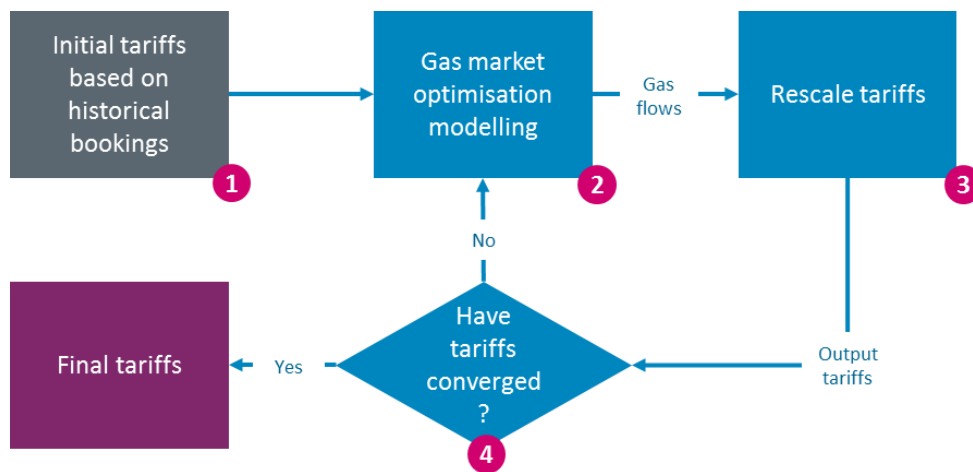 Initial tariffs
based on
historical
bookings
1
Gas market
optimisation
modelling
2
Gas
flows
Rescale tariffs
3
No
Final tariffs
Yes
Have
tariffs
converged
?
4
Output
tariffs